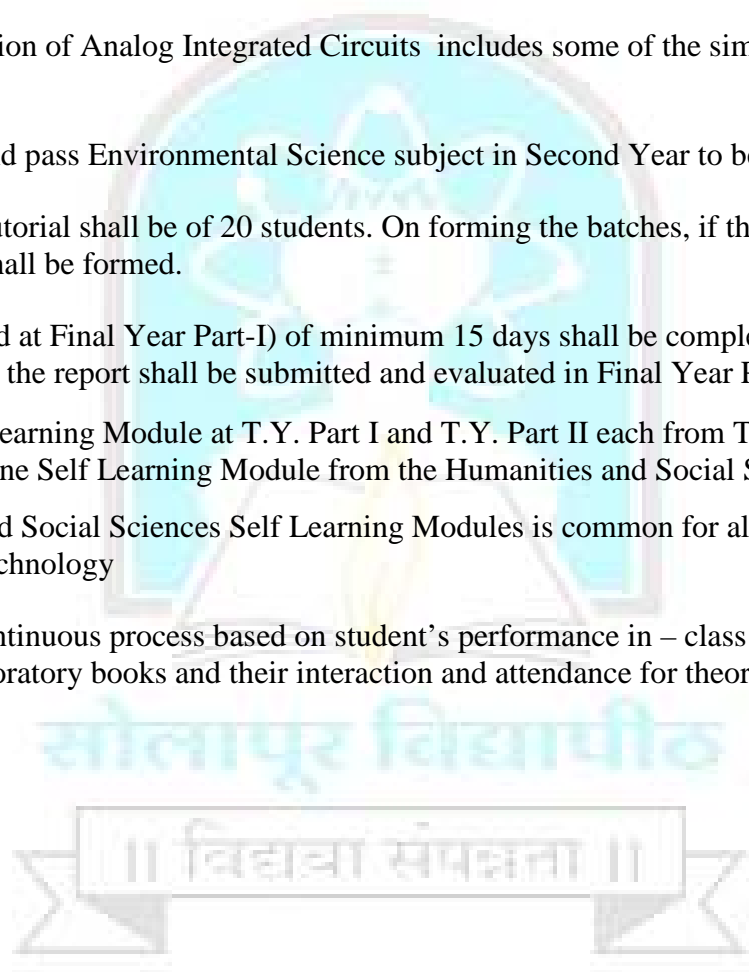 ion of Analog Integrated Circuits includes some of the sim
d pass Environmental Science subject in Second Year to be
utorial shall be of 20 students. On forming the batches, if th
hall be formed.
d at Final Year Part-I) of minimum 15 days shall be comple
the report shall be submitted and evaluated in Final Year P
earning Module at T.Y. Part I and T.Y. Part II each from T
ne Self Learning Module from the Humanities and Social S
d Social Sciences Self Learning Modules is common for al
chnology
ntinuous process based on student’s performance in – class
oratory books and their interaction and attendance for theor
सोलापूर विद्यापीठ
|| विद्यया संपन्नता ||